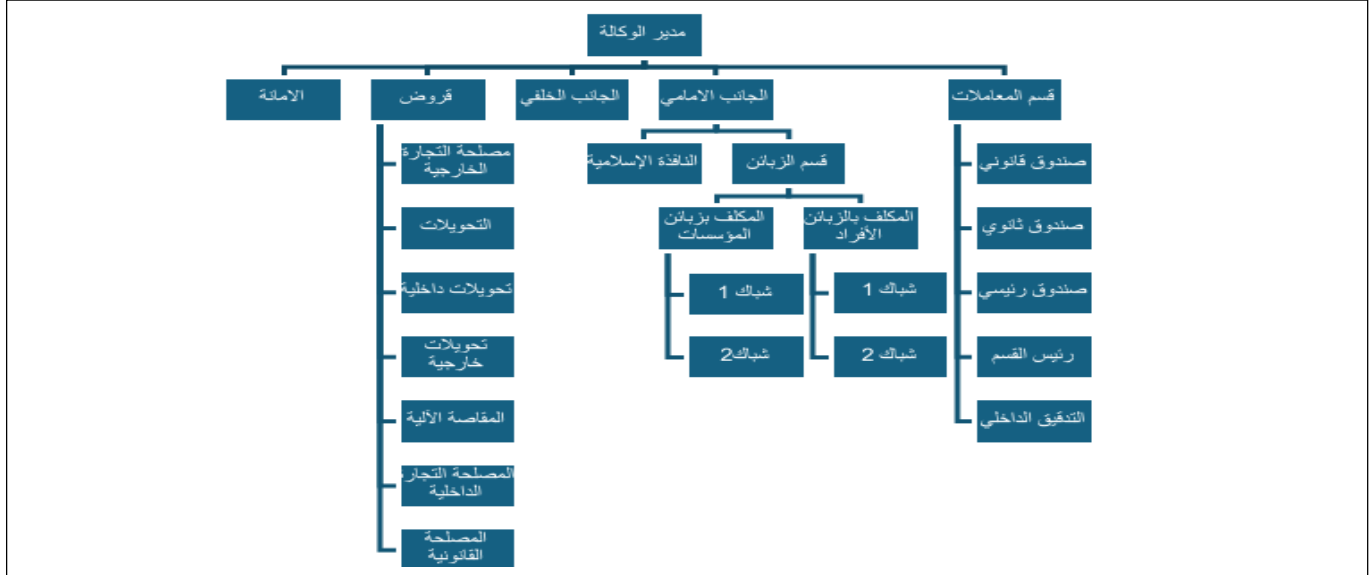 مدير الوكالة
قسم المعاملات
الجانب الامامي
الجانب الخلفي
قروض
الامانة
صندوق قانوني
صندوق ثانوي
صندوق رئيسي
رئيس القسم
التدقيق الداخلي
قسم الزبائن
النافذة الإسلامية
المكلف بالزبائن
الأفراد
شباك 1
شباك 2
المكلف بزبائن
المؤسسات
شباك 1
شباك2
مصلحة التجارة
الخارجية
التحويلات
تحويلات داخلية
تحويلات
خارجية
المقاصة الألية
المصلحة التجار
الداخلية
المصلحة
القانونية